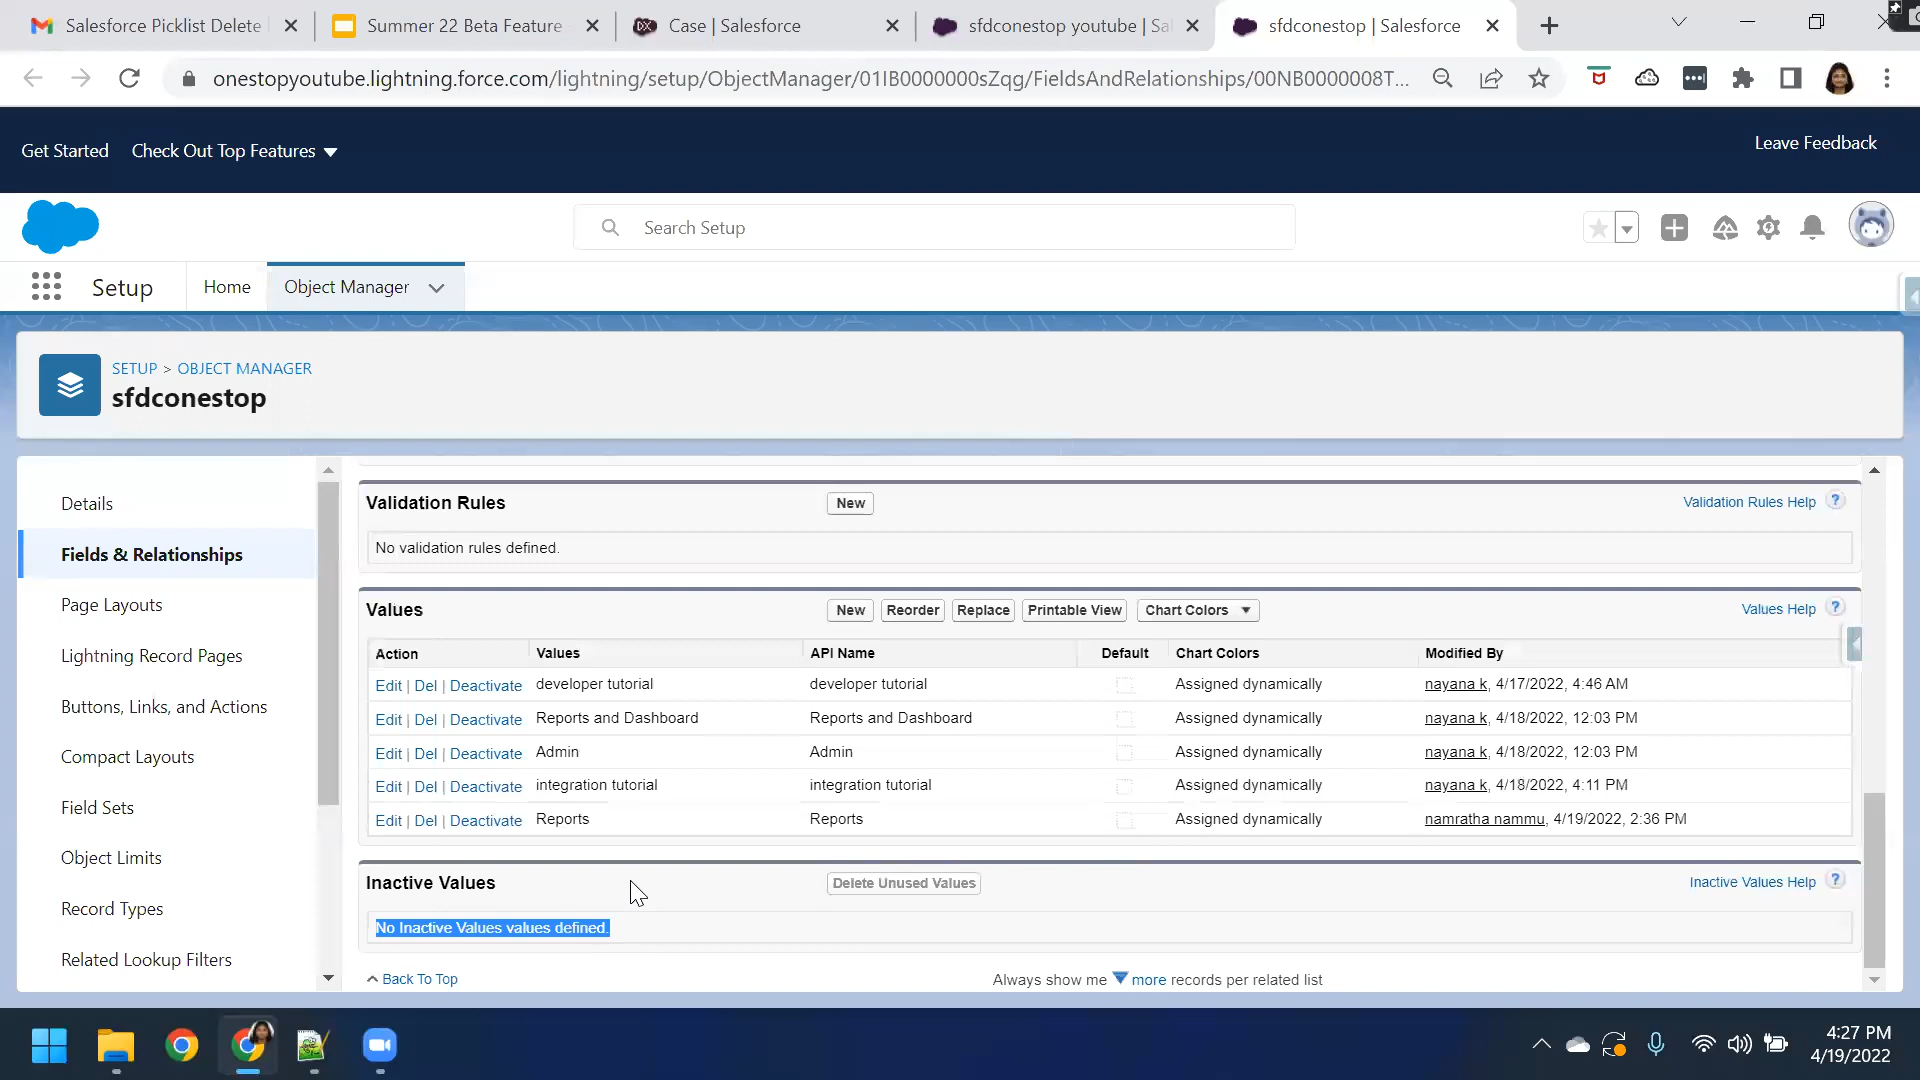 Salesforce Picklist Delete
Summer 22 Beta Feature
Case | Salesforce
sfdconestop youtube | Sa
sfdconestop | Salesforce
onestopyoutube.lightning.force.com/lightning/setup/ObjectManager/01IB0000000sZqg/FieldsAndRelationships/00NB0000008T...
Get Started
Check Out Top Features
Leave Feedback
Search Setup
Setup
Home
Object Manager
SETUP > OBJECT MANAGER
sfdconestop
Details
Fields & Relationships
Page Layouts
Lightning Record Pages
Buttons, Links, and Actions
Compact Layouts
Field Sets
Object Limits
Record Types
Related Lookup Filters
Validation Rules New Validation Rules Help ?
No validation rules defined.
Values New Reorder Replace Printable View Chart Colors Values Help ?
Action Values API Name Default Chart Colors Modified By
Edit | Del | Deactivate developer tutorial developer tutorial Assigned dynamically nayana k, 4/17/2022, 4:46 AM
Edit | Del | Deactivate Reports and Dashboard Reports and Dashboard Assigned dynamically nayana k, 4/18/2022, 12:03 PM
Edit | Del | Deactivate Admin Admin Assigned dynamically nayana k, 4/18/2022, 12:03 PM
Edit | Del | Deactivate integration tutorial integration tutorial Assigned dynamically nayana k, 4/18/2022, 4:11 PM
Edit | Del | Deactivate Reports Reports Assigned dynamically namratha nammu, 4/19/2022, 2:36 PM
Inactive Values Delete Unused Values Inactive Values Help ?
No Inactive Values values defined.
Back To Top Always show me more records per related list
4:27 PM
4/19/2022